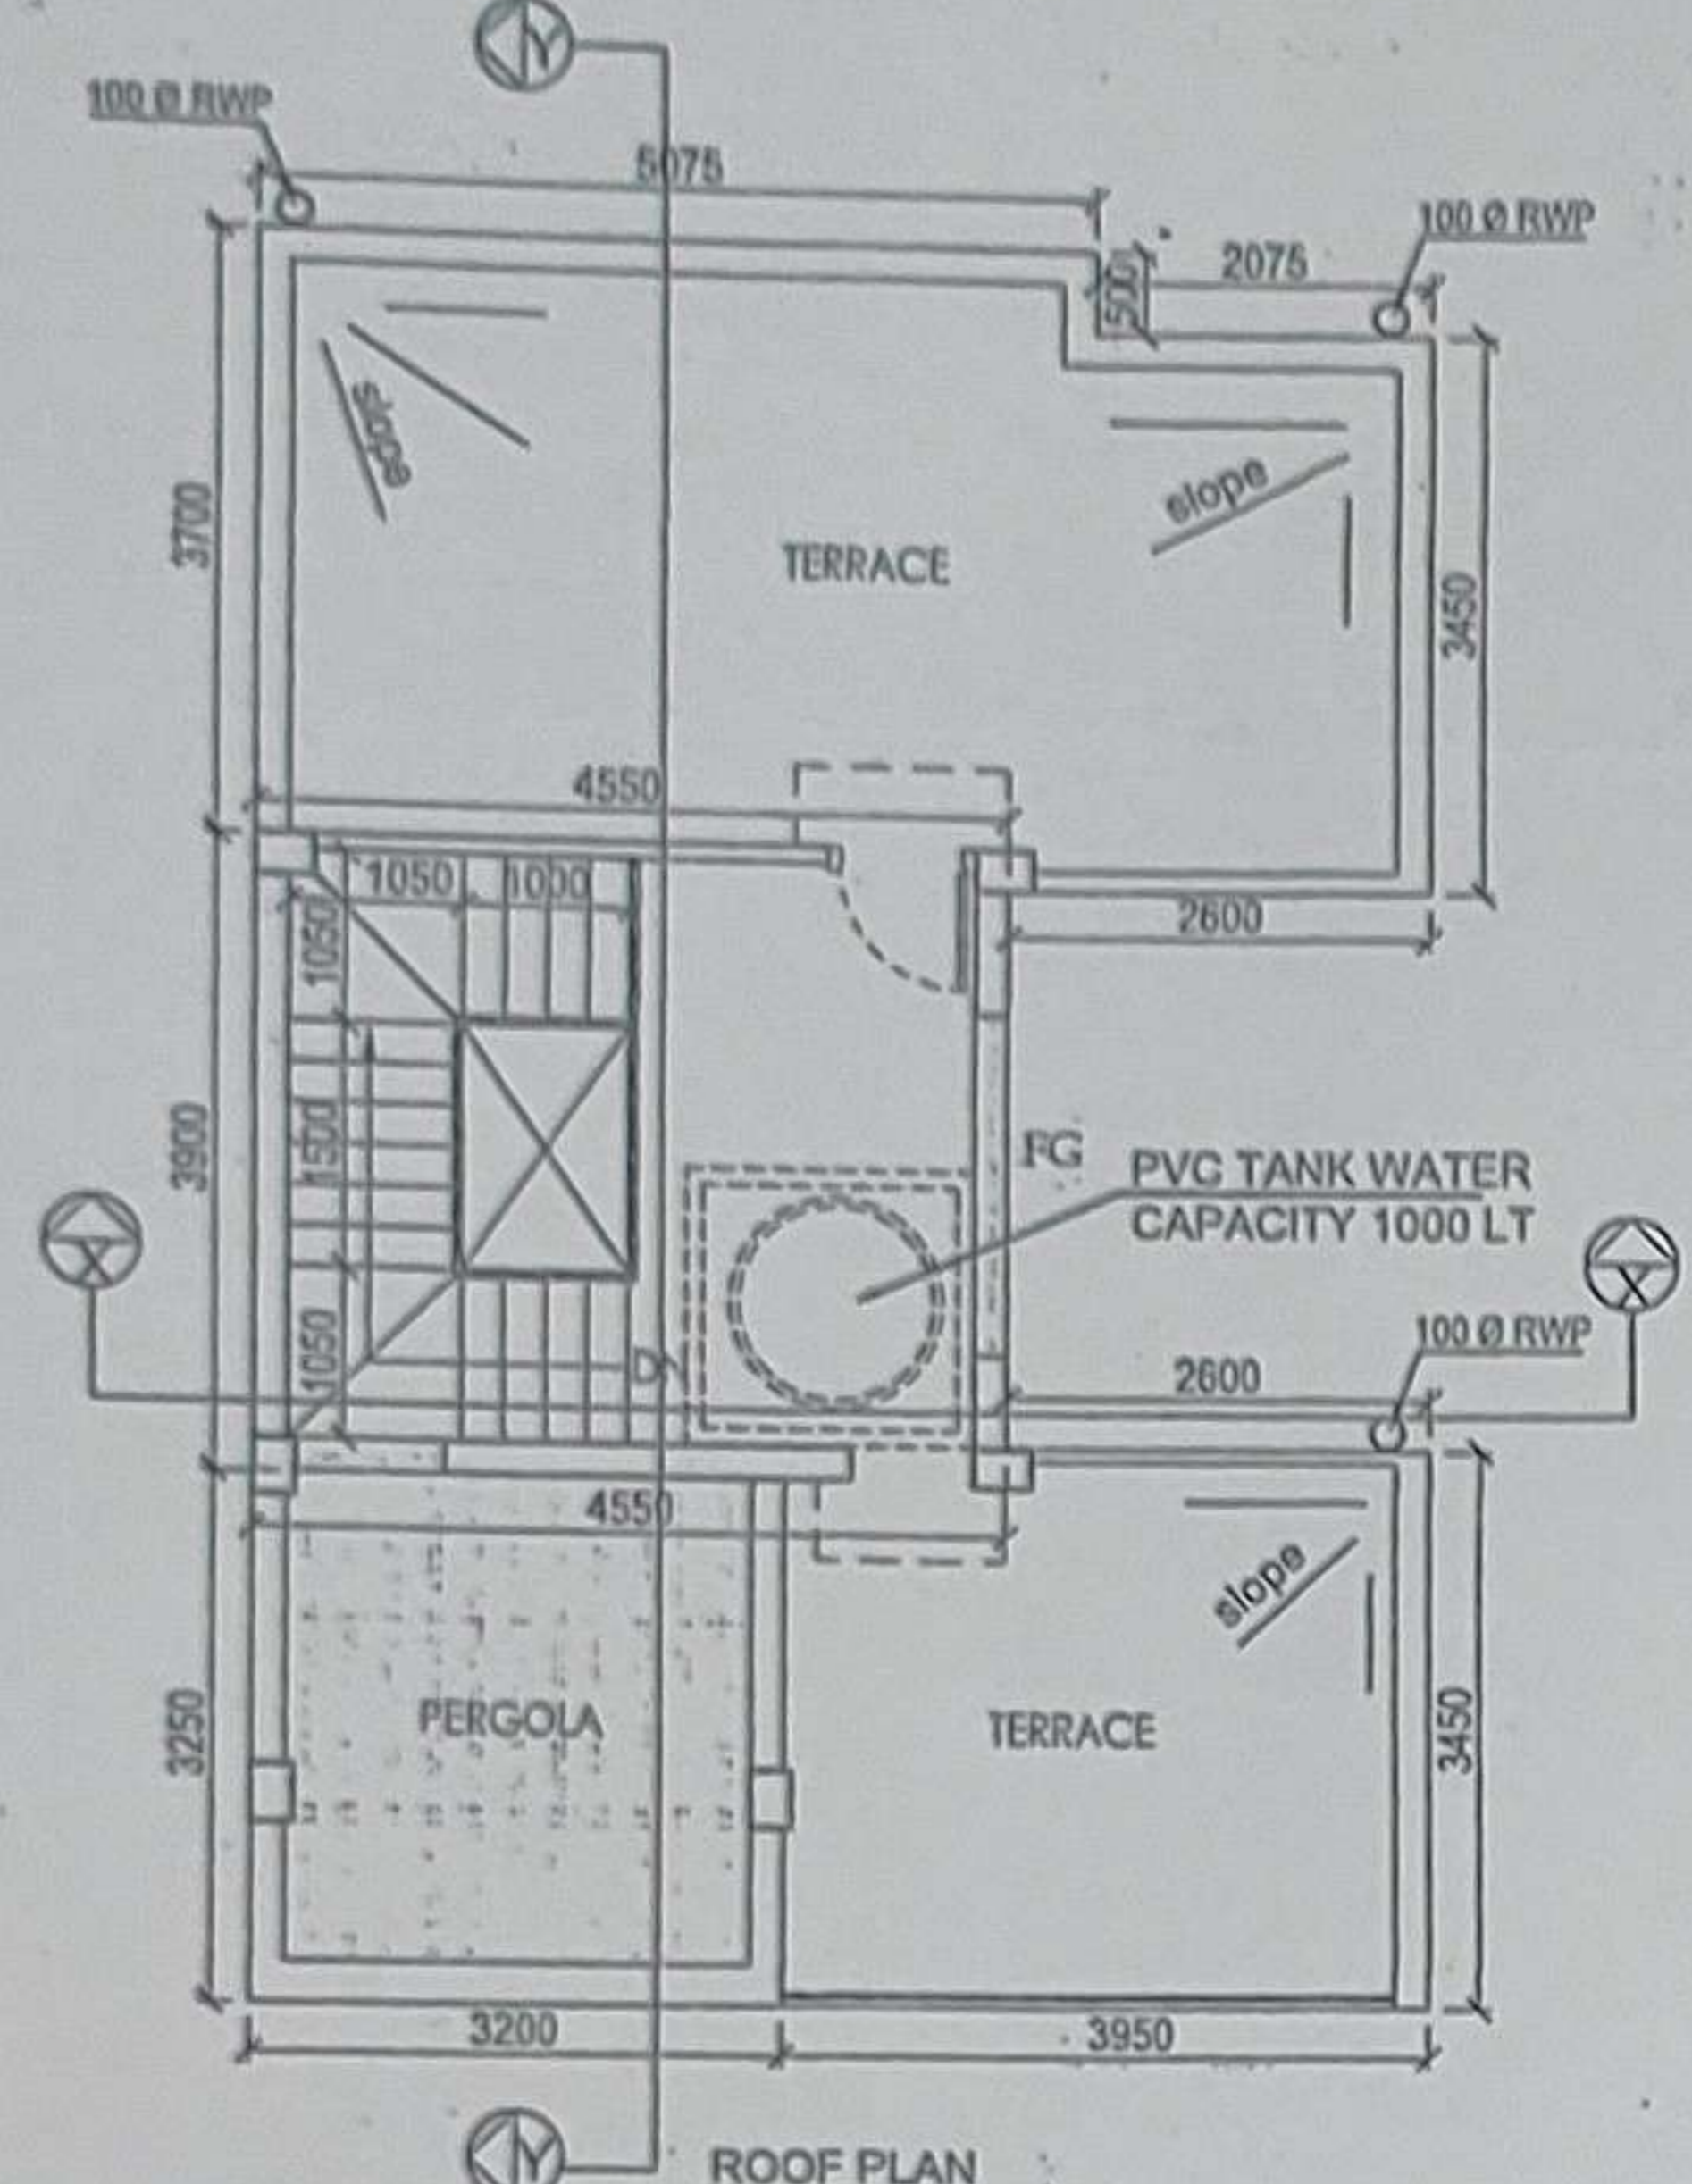 Y
100 Ø RWP
5075
100 Ø RWP
2075
500
slope
slope
3700
TERRACE
3450
4550
1050
1000
1050
2600
3900
1500
FG
PVC TANK WATER
CAPACITY 1000 LT
X
X
100 Ø RWP
1050
DN
2600
4550
slope
3250
PERGOLA
TERRACE
3450
3200
3950
Y
ROOF PLAN